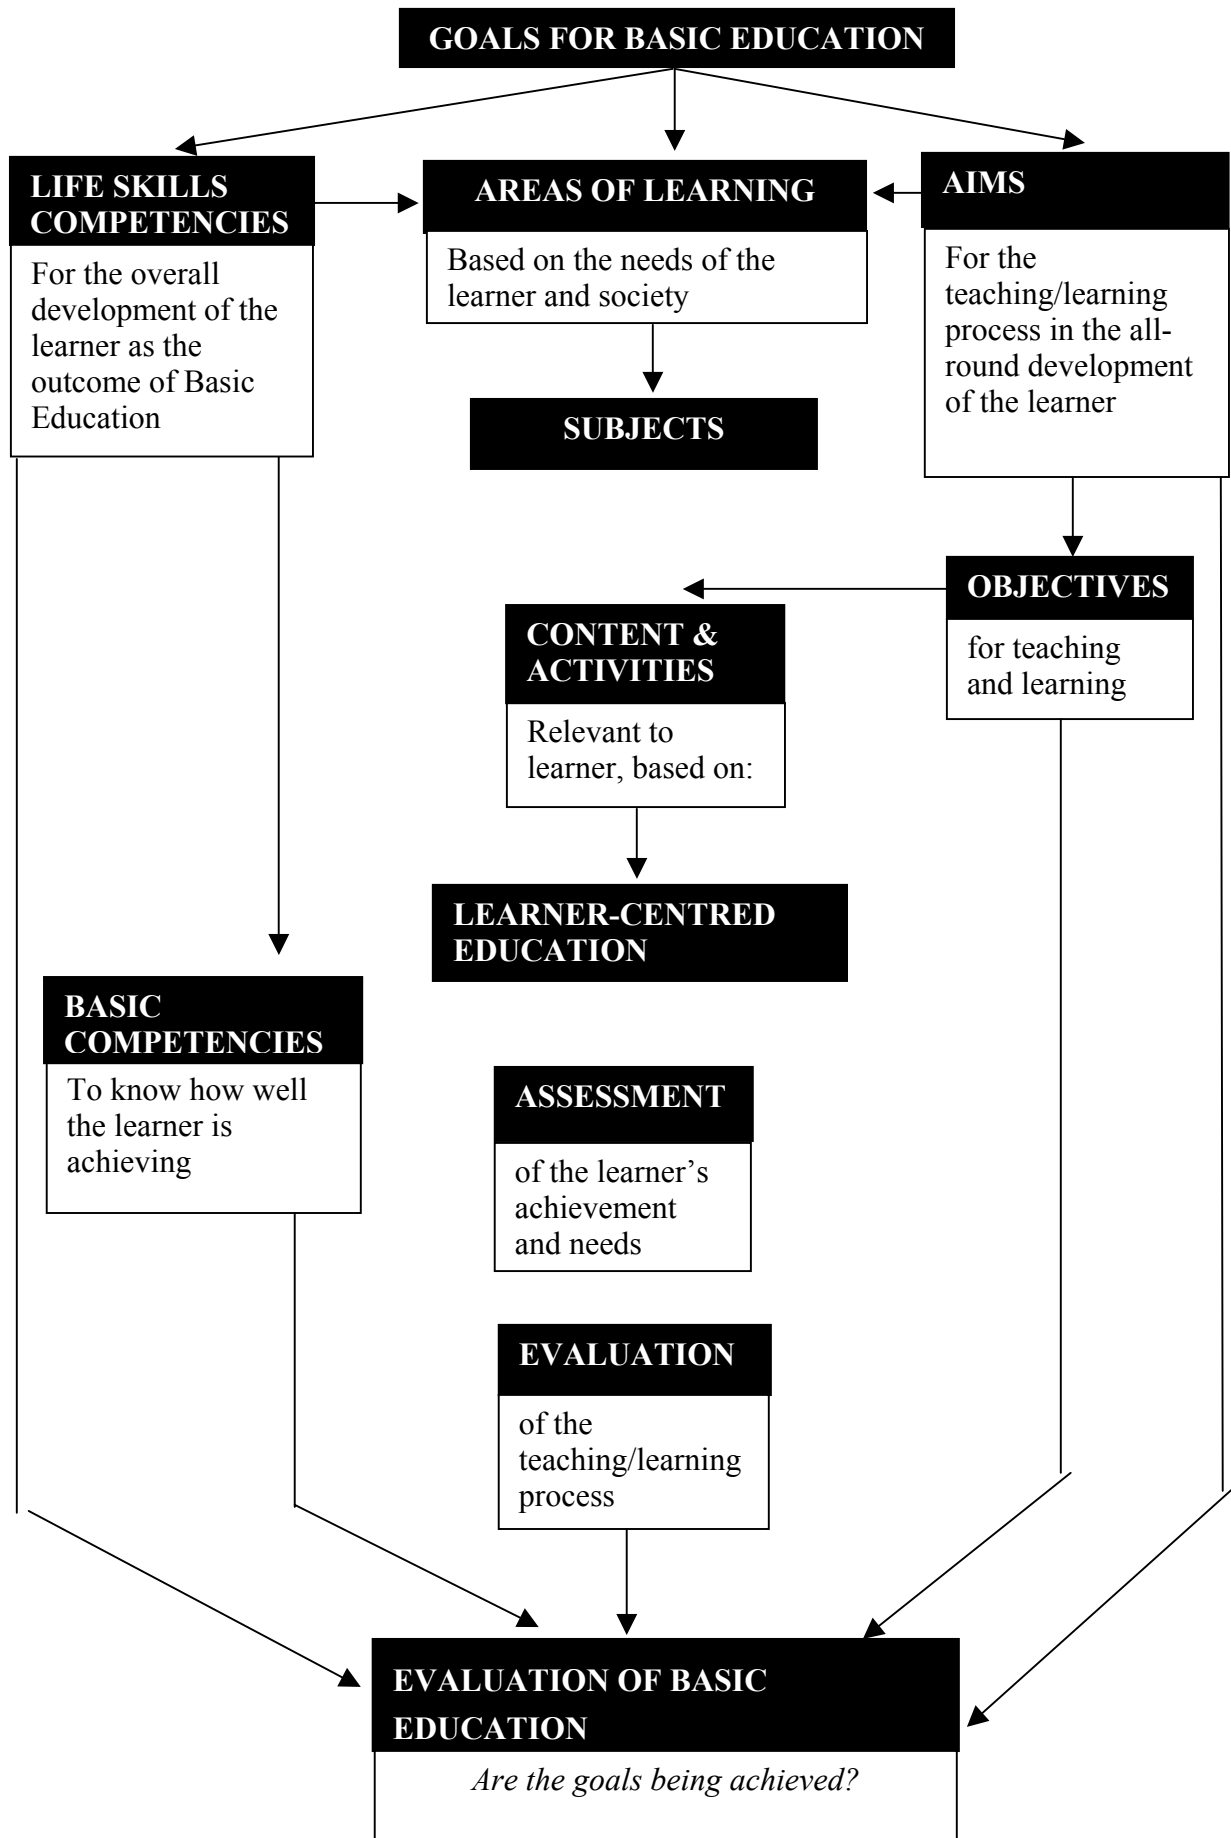 GOALS FOR BASIC EDUCATION
LIFE SKILLS
COMPETENCIES
For the overall
development of the
learner as the
outcome of Basic
Education
AREAS OF LEARNING
Based on the needs of the
learner and society
AIMS
For the
teaching/learning
process in the all-
round development
of the learner
SUBJECTS
OBJECTIVES
for teaching
and learning
CONTENT &
ACTIVITIES
Relevant to
learner, based on:
LEARNER-CENTRED
EDUCATION
BASIC
COMPETENCIES
To know how well
the learner is
achieving
ASSESSMENT
of the learner’s
achievement
and needs
EVALUATION
of the
teaching/learning
process
EVALUATION OF BASIC
EDUCATION
Are the goals being achieved?